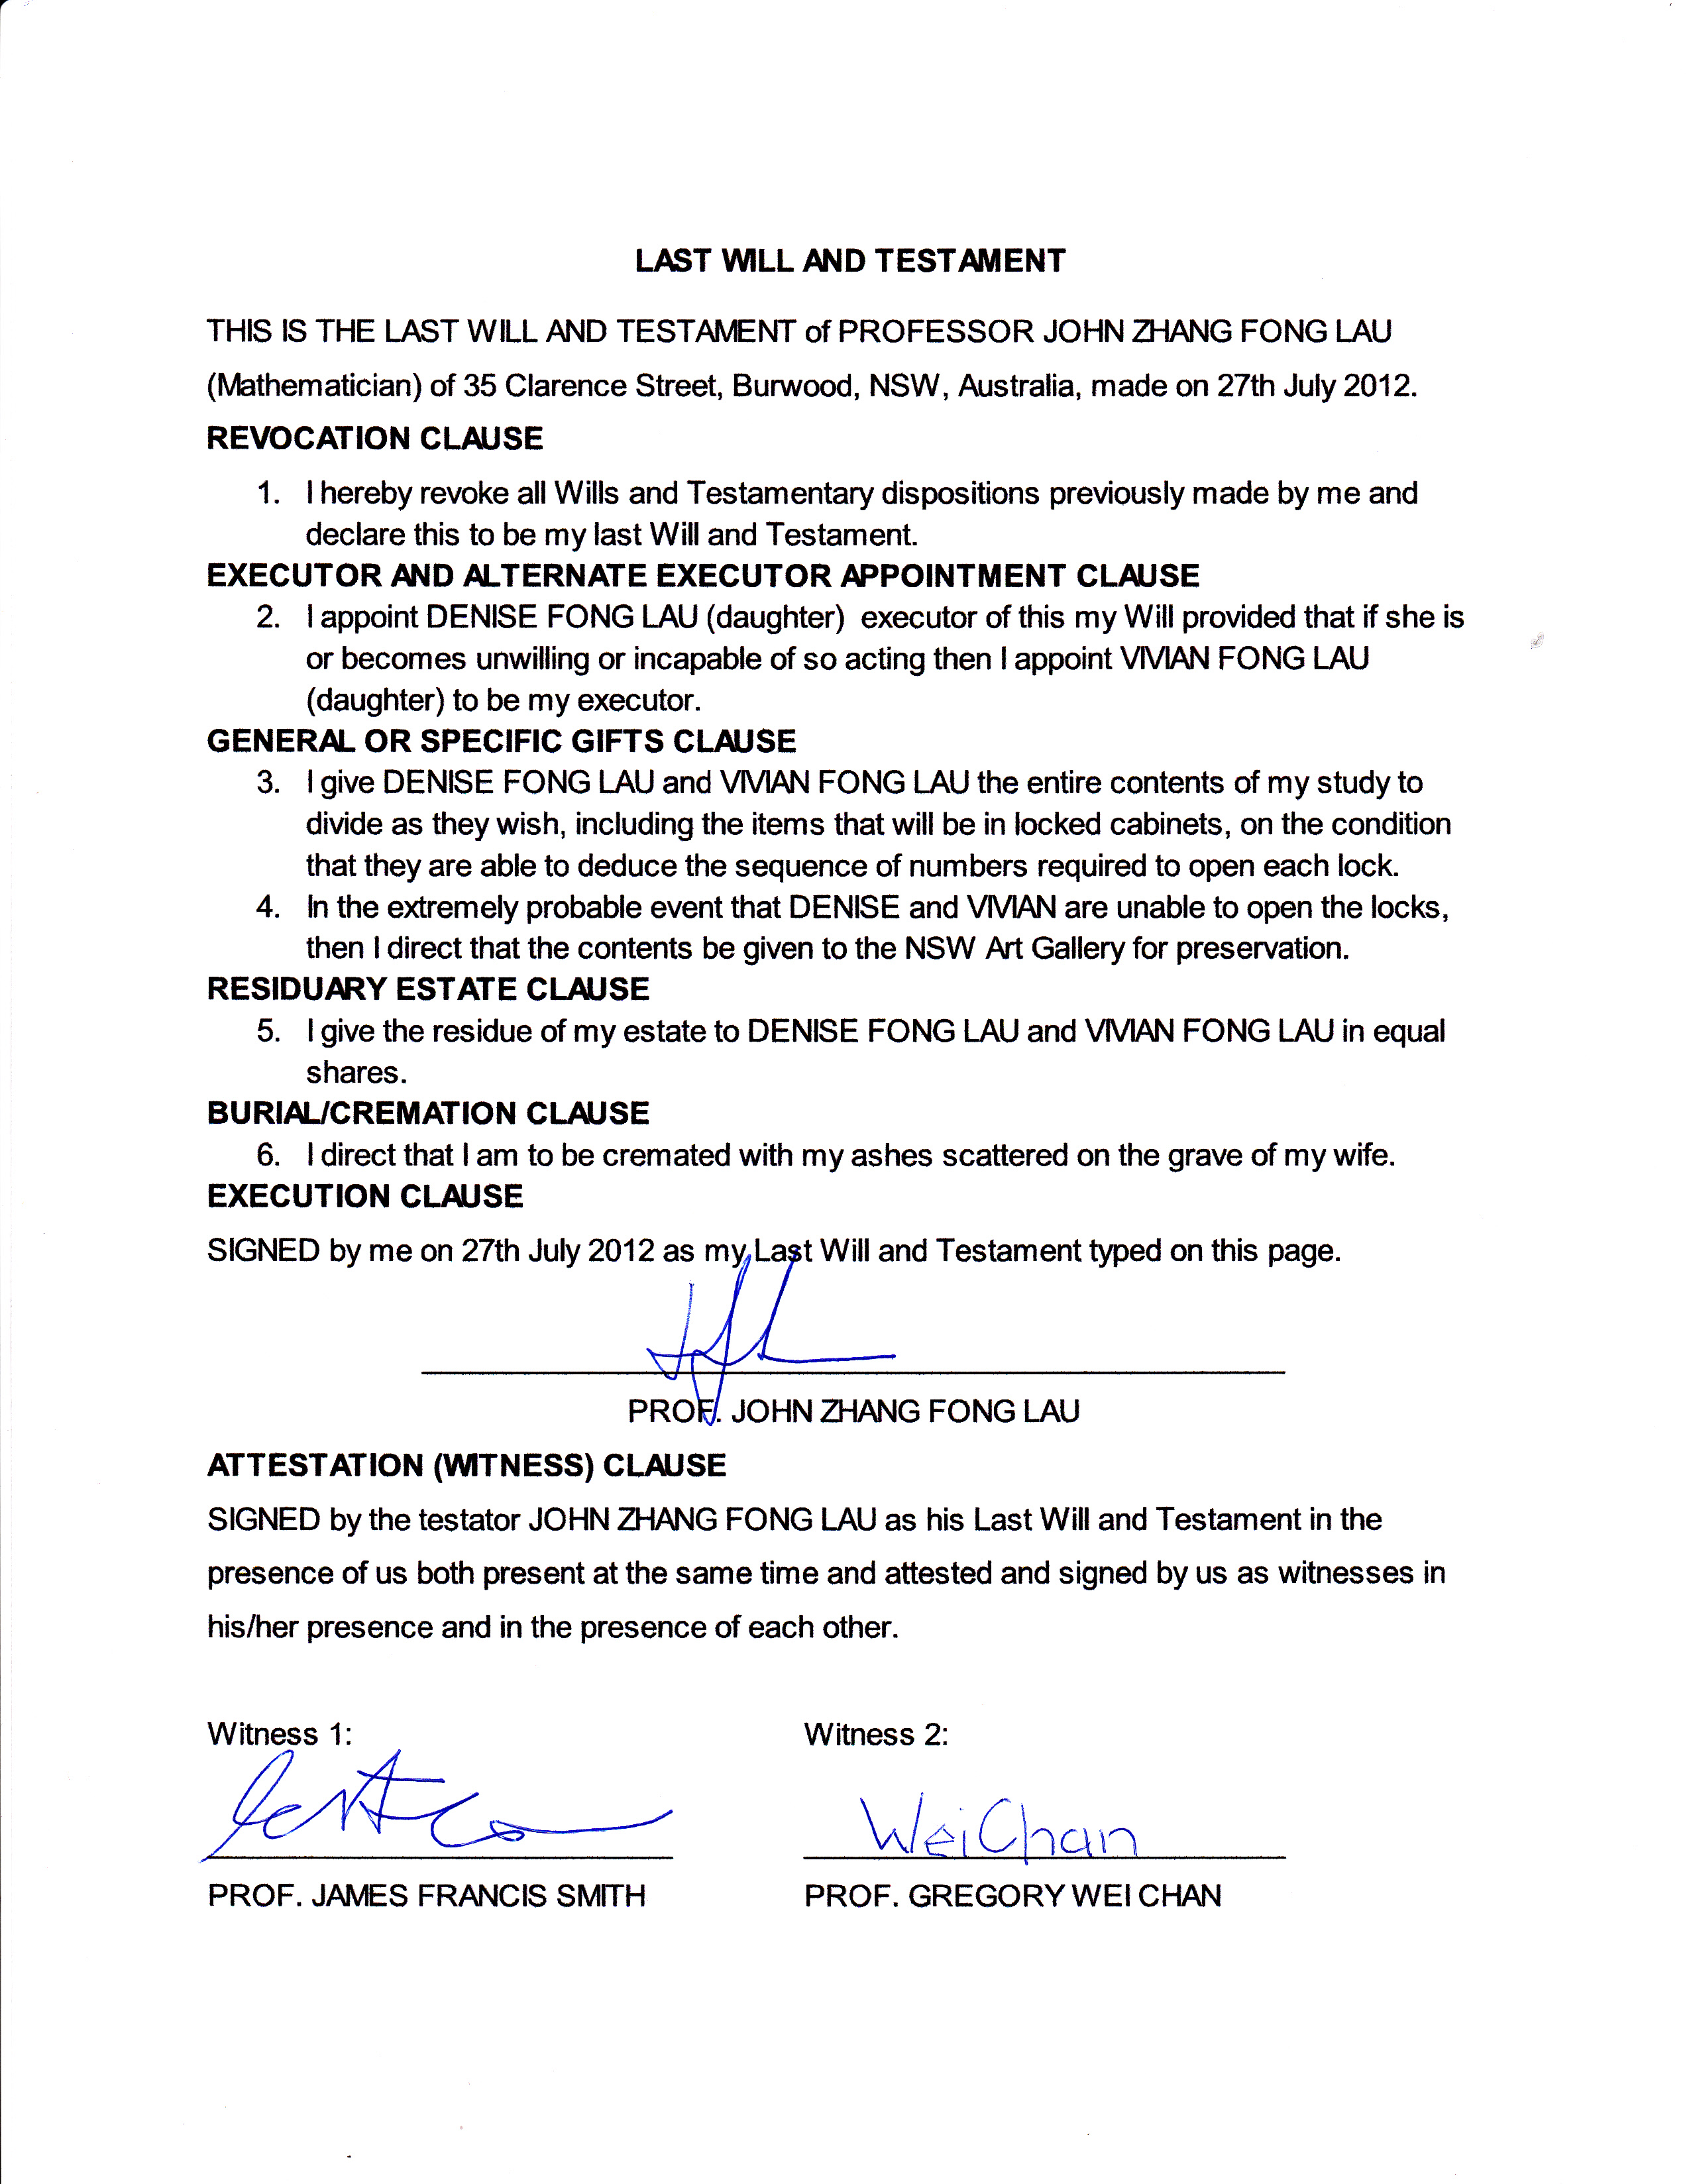 LAST WILL AND TESTAMENT
THIS IS THE LAST WILL AND TESTAMENT of PROFESSOR JOHN ZHANG FONG LAU
(Mathematician) of 35 Clarence Street, Burwood, NSW, Australia, made on 27th July 2012.
REVOCATION CLAUSE
1. I hereby revoke all Wills and Testamentary dispositions previously made by me and
declare this to be my last Will and Testament.
EXECUTOR AND ALTERNATE EXECUTOR APPOINTMENT CLAUSE
2. I appoint DENISE FONG LAU (daughter) executor of this my Will provided that if she is
or becomes unwilling or incapable of so acting then I appoint VIVIAN FONG LAU
(daughter) to be my executor.
GENERAL OR SPECIFIC GIFTS CLAUSE
3. I give DENISE FONG LAU and VIVIAN FONG LAU the entire contents of my study to
divide as they wish, including the items that will be in locked cabinets, on the condition
that they are able to deduce the sequence of numbers required to open each lock.
4. In the extremely probable event that DENISE and VIVIAN are unable to open the locks,
then I direct that the contents be given to the NSW Art Gallery for preservation.
RESIDUARY ESTATE CLAUSE
5. I give the residue of my estate to DENISE FONG LAU and VIVIAN FONG LAU in equal
shares.
BURIAL/CREMATION CLAUSE
6. I direct that I am to be cremated with my ashes scattered on the grave of my wife.
EXECUTION CLAUSE
SIGNED by me on 27th July 2012 as my Last Will and Testament typed on this page.
PROF. JOHN ZHANG FONG LAU
ATTESTATION (WITNESS) CLAUSE
SIGNED by the testator JOHN ZHANG FONG LAU as his Last Will and Testament in the
presence of us both present at the same time and attested and signed by us as witnesses in
his/her presence and in the presence of each other.
Witness 1: Witness 2:
Wei Chan
PROF. JAMES FRANCIS SMITH PROF. GREGORY WEI CHAN